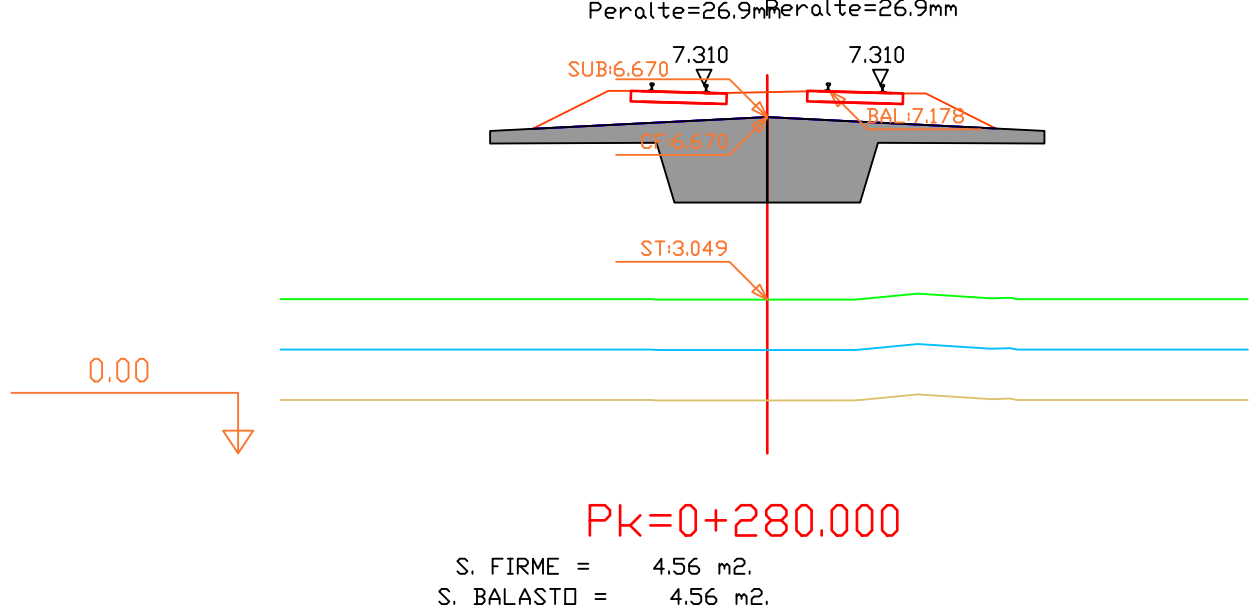 Peralte=26.9mm Peralte=26.9mm
7.310 7.310
SUB:6.670
BAL:7.178
CF:6.670
ST:3.049
0.00
Pk=0+280.000
S. FIRME = 4.56 m2.
S. BALASTO = 4.56 m2.